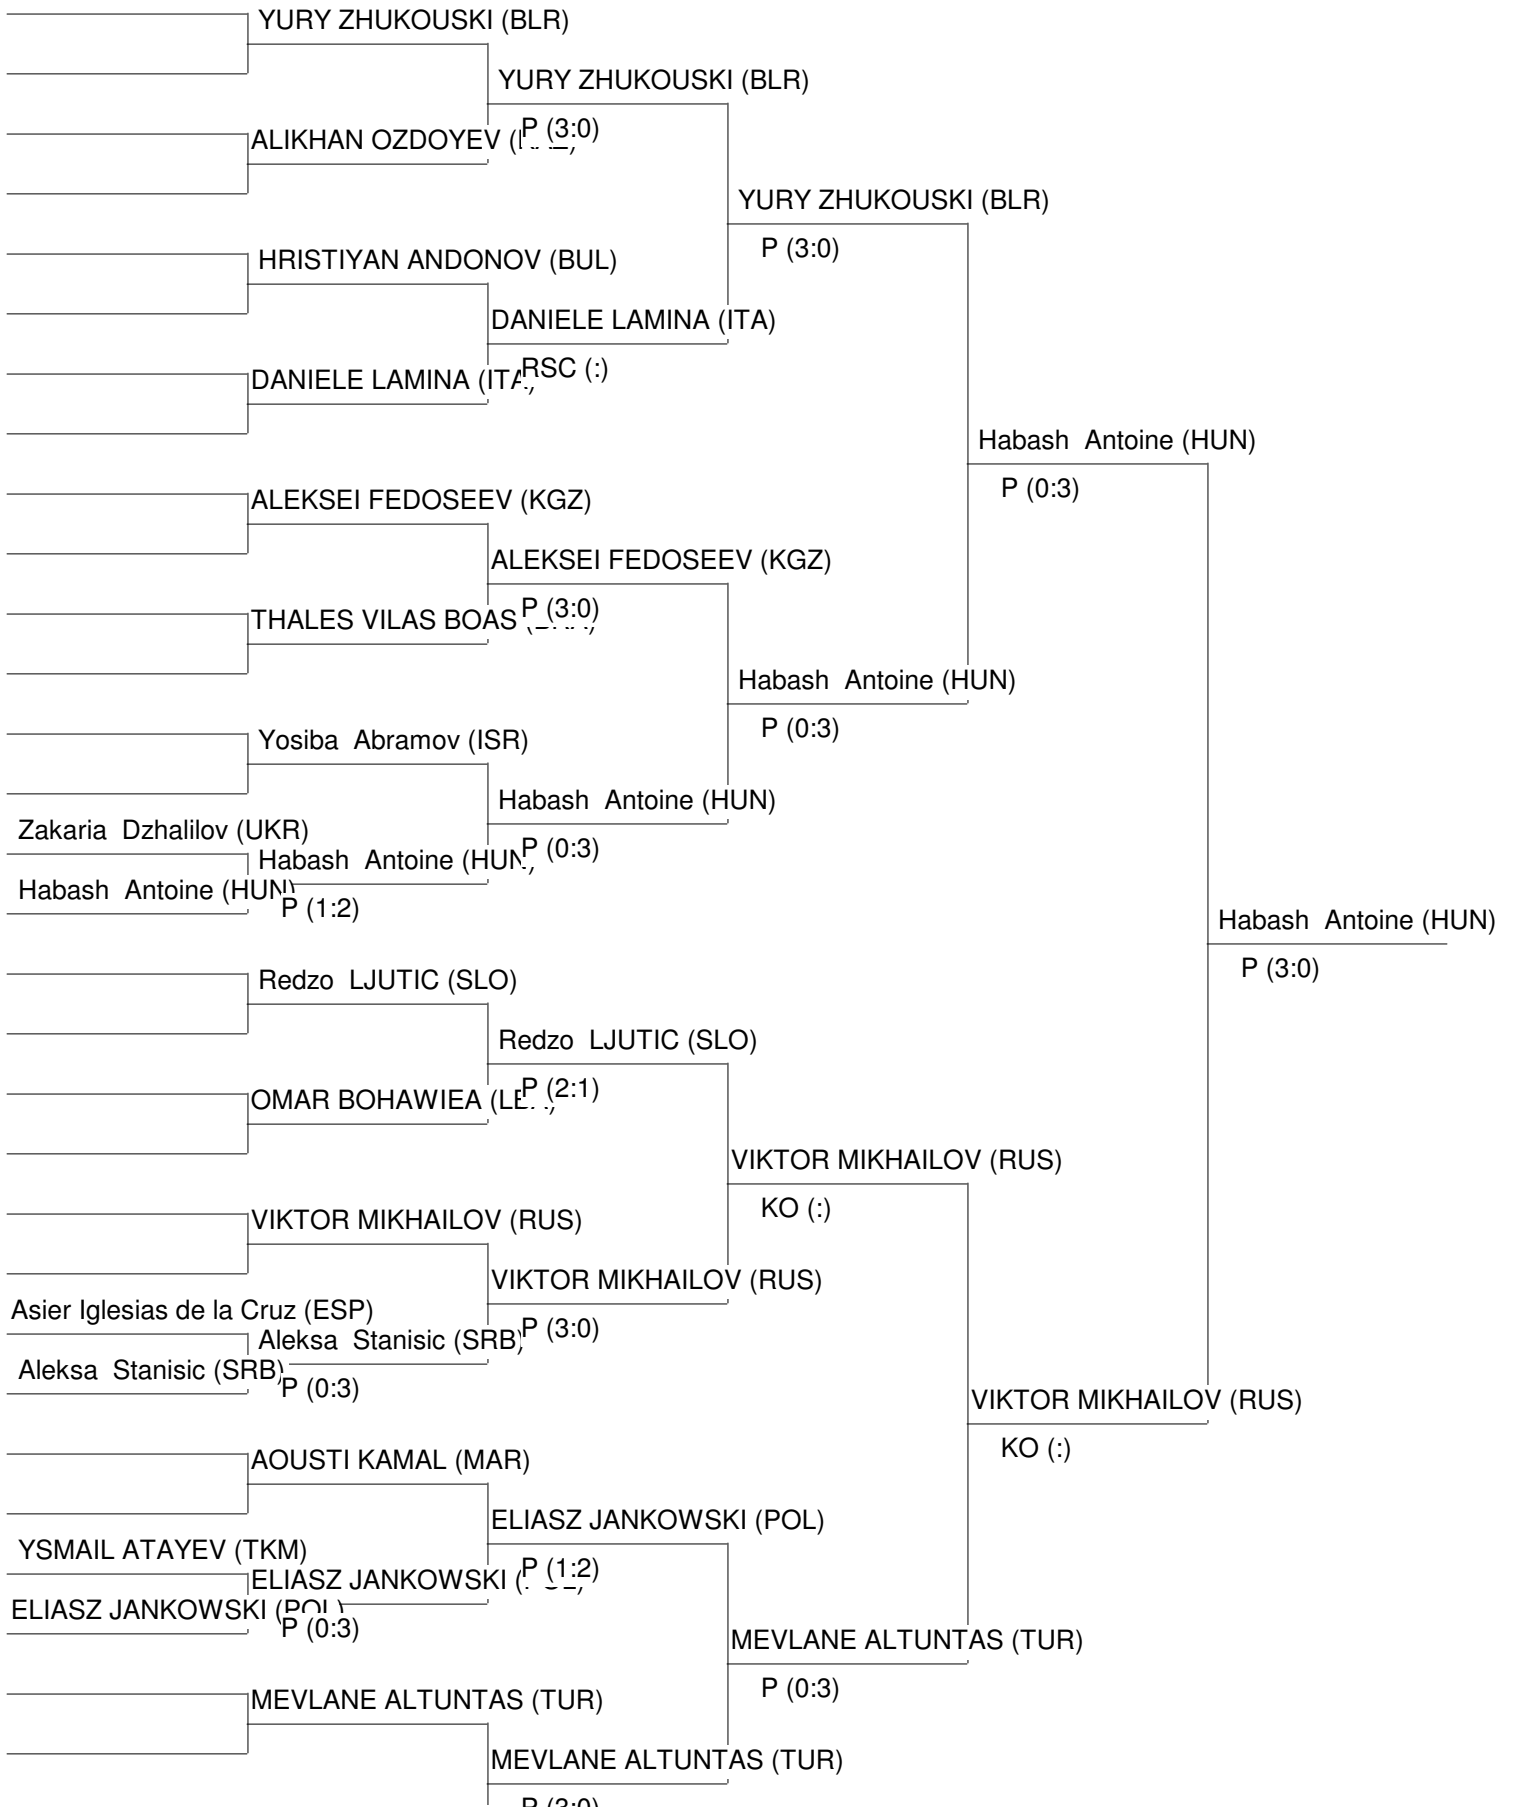 YURY ZHUKOUSKI (BLR)
YURY ZHUKOUSKI (BLR)
P (3:0)
ALIKHAN OZDOYEV
YURY ZHUKOUSKI (BLR)
P (3:0)
HRISTIYAN ANDONOV (BUL)
DANIELE LAMINA (ITA)
RSC (:)
DANIELE LAMINA (ITA)
Habash Antoine (HUN)
P (0:3)
ALEKSEI FEDOSEEV (KGZ)
ALEKSEI FEDOSEEV (KGZ)
P (3:0)
THALES VILAS BOAS
Habash Antoine (HUN)
P (0:3)
Yosiba Abramov (ISR)
Habash Antoine (HUN)
Zakaria Dzhalilov (UKR)
P (0:3)
Habash Antoine (HUN)
Habash Antoine (HUN)
P (1:2)
Habash Antoine (HUN)
P (3:0)
Redzo LJUTIC (SLO)
Redzo LJUTIC (SLO)
P (2:1)
OMAR BOHAWIEA
VIKTOR MIKHAILOV (RUS)
KO (:)
VIKTOR MIKHAILOV (RUS)
VIKTOR MIKHAILOV (RUS)
Asier Iglesias de la Cruz (ESP)
P (3:0)
Aleksa Stanisic (SRB)
Aleksa Stanisic (SRB)
P (0:3)
VIKTOR MIKHAILOV (RUS)
KO (:)
AOUSTI KAMAL (MAR)
ELIASZ JANKOWSKI (POL)
YSMAIL ATAYEV (TKM)
P (1:2)
ELIASZ JANKOWSKI
ELIASZ JANKOWSKI (POL)
P (0:3)
MEVLANE ALTUNTAS (TUR)
P (0:3)
MEVLANE ALTUNTAS (TUR)
MEVLANE ALTUNTAS (TUR)
P (3:0)